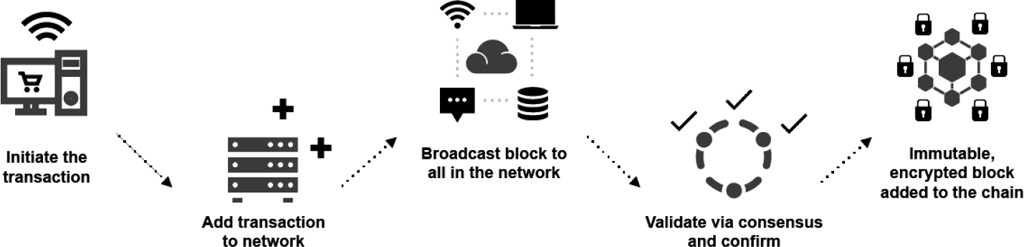 Initiate the
transaction
Add transaction
to network
Broadcast block to
all in the network
Validate via consensus
and confirm
Immutable,
encrypted block
added to the chain